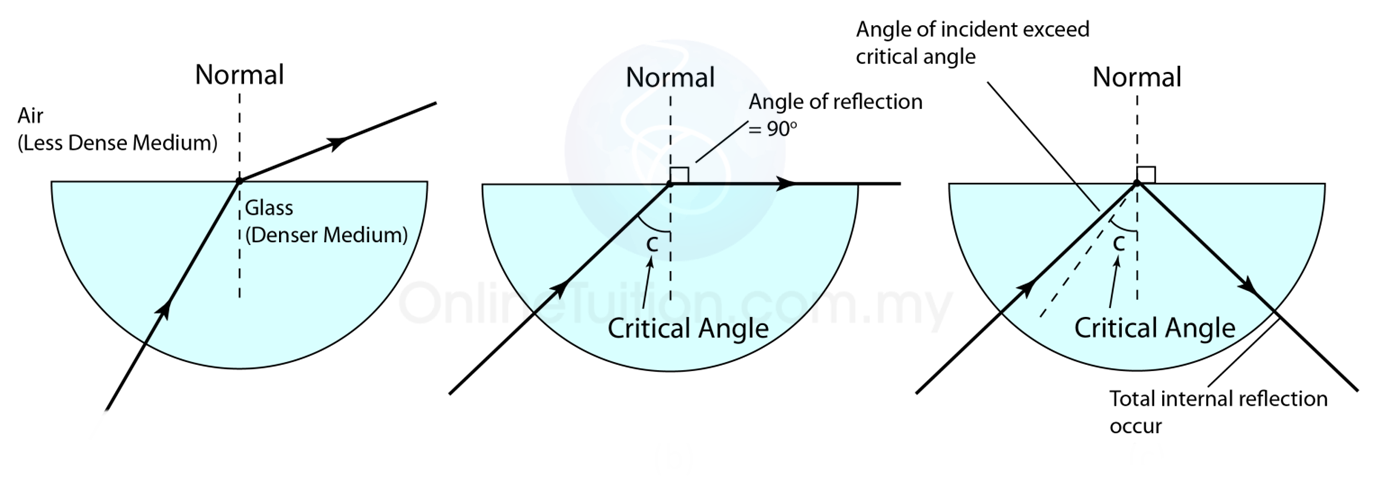 Normal
Air
(Less Dense Medium)
Glass
(Denser Medium)
Normal
Angle of reflection
= 90º
C
Critical Angle
Angle of incident exceed
critical angle
Normal
C
Critical Angle
Total internal reflection
occur
OnlineTuition.com.my